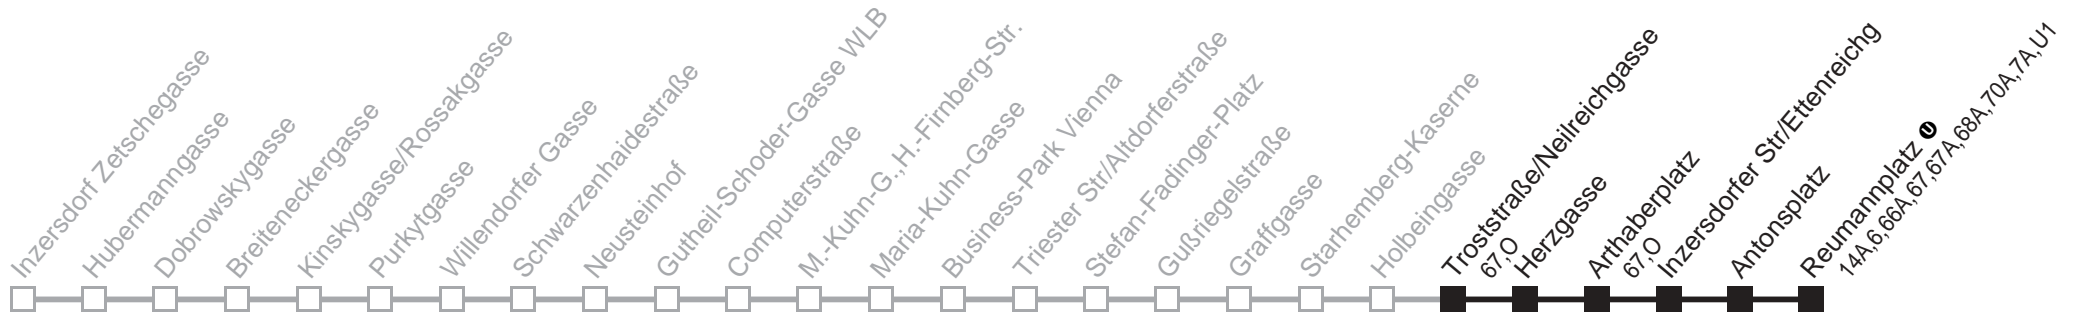 Inzersdorf Zetschegasse
Hubermanngasse
Dobrowskygasse
Breiteneckergasse
Kinskygasse/Rossakgasse
Purkytgasse
Willendorfer Gasse
Schwarzenhaidestraße
Neusteinhof
Gutheil-Schoder-Gasse WLB
Computerstraße
M.-Kuhn-G.,H.-Firnberg-Str.
Maria-Kuhn-Gasse
Business-Park Vienna
Triester Str/Altdorferstraße
Stefan-Fadinger-Platz
Gußriegelstraße
Graffgasse
Starhemberg-Kaserne
Holbeingasse
Troststraße/Neilreichgasse
67,O
Herzgasse
Arthaberplatz
67,O
Inzersdorfer Str/Ettenreichg
Antonsplatz
Reumannplatz U
14A,6,66A,67,67A,68A,70A,7A,U1